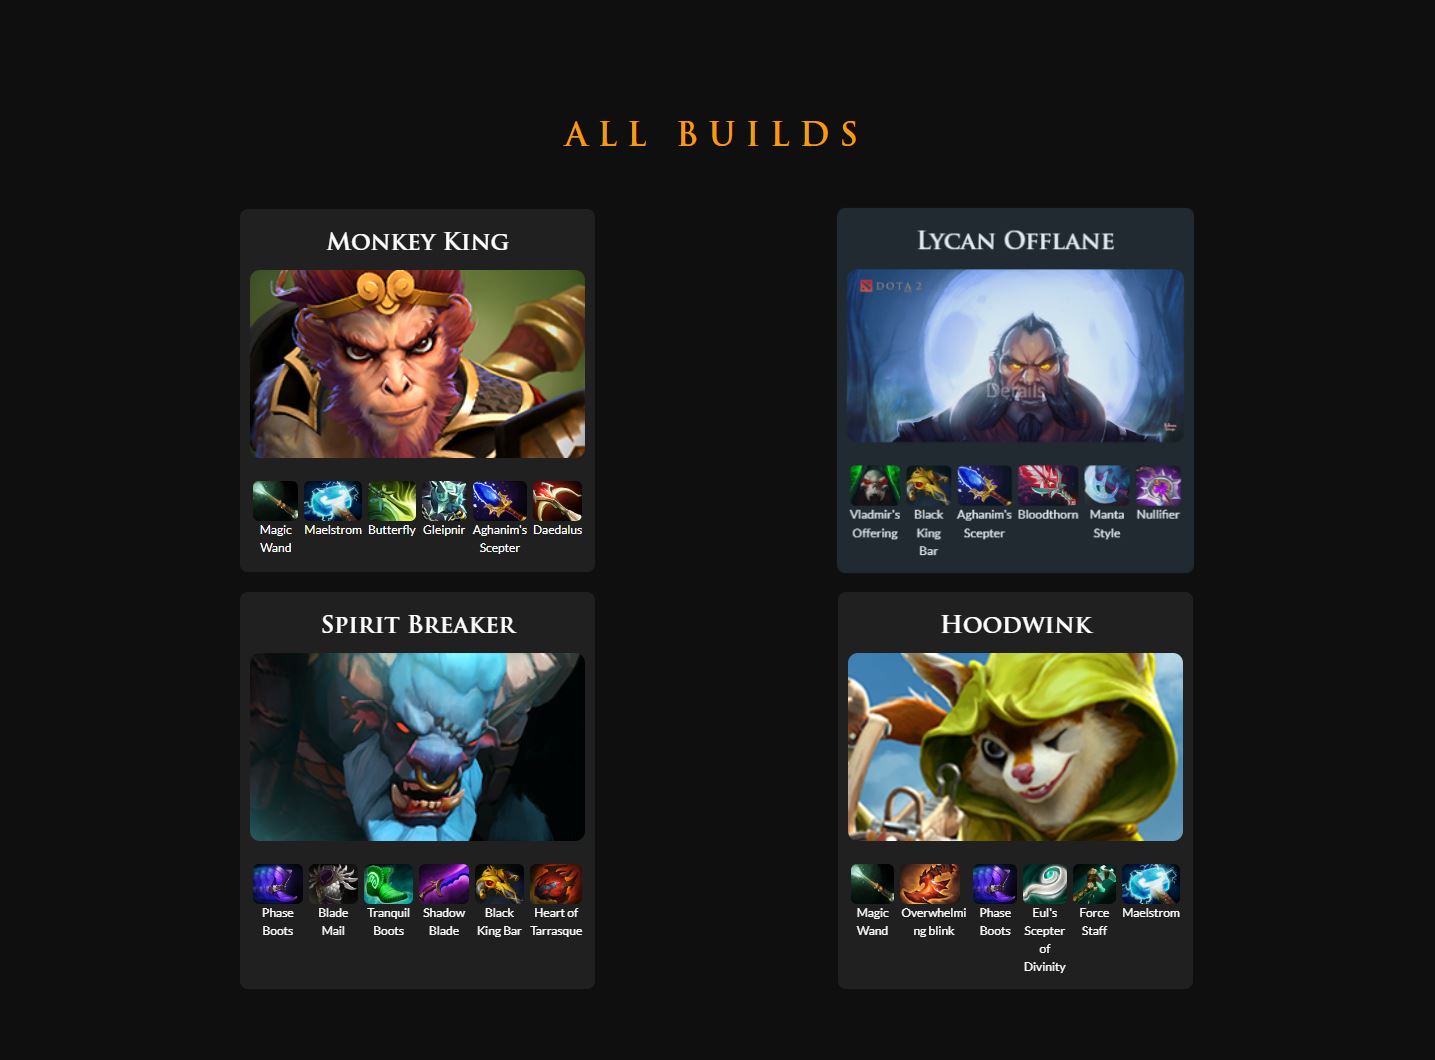 ALL BUILDS
Monkey King
Magic
Wand
Maelstrom
Butterfly
Gleipnir
Aghanim's
Scepter
Daedalus
Lycan Offlane
DOTA 2
Details
Vladmir's
Offering
Black
King
Bar
Aghanim's
Scepter
Bloodthorn
Manta
Style
Nullifier
Spirit Breaker
Phase
Boots
Blade
Mail
Tranquil
Boots
Shadow
Blade
Black
King Bar
Heart of
Tarrasque
Hoodwink
Magic
Wand
Overwhelmi
ng blink
Phase
Boots
Eul's
Scepter
of
Divinity
Force
Staff
Maelstrom